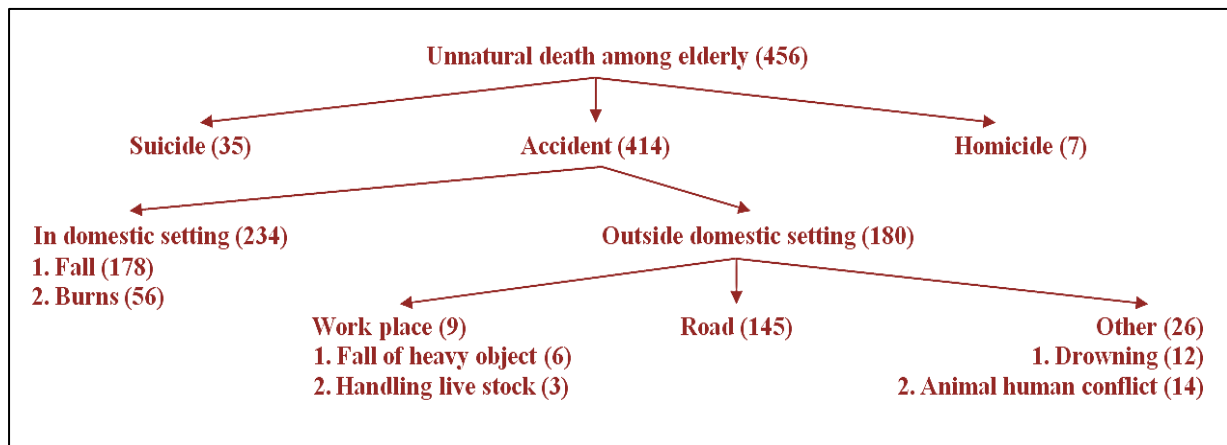 Unnatural death among elderly (456)
Suicide (35)
Accident (414)
Homicide (7)
In domestic setting (234)
1. Fall (178)
2. Burns (56)
Outside domestic setting (180)
Work place (9)
1. Fall of heavy object (6)
2. Handling live stock (3)
Road (145)
Other (26)
1. Drowning (12)
2. Animal human conflict (14)